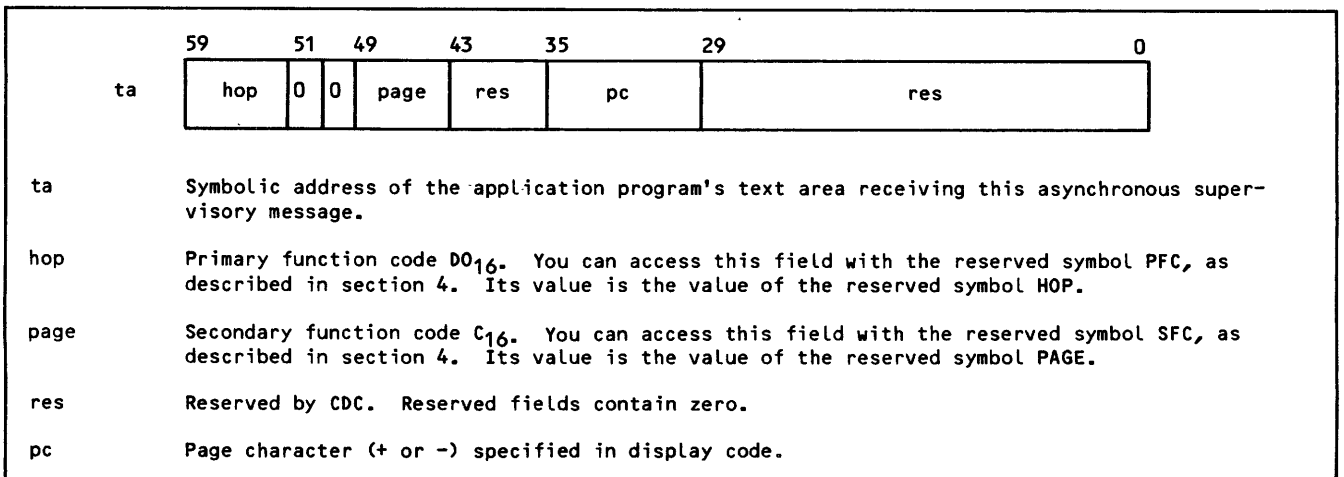 59 51 49 43 35 29 0
ta hop 0 0 page res pc res
ta Symbolic address of the application program's text area receiving this asynchronous super-
visory message.
hop Primary function code D0₁₆. You can access this field with the reserved symbol PFC, as
described in section 4. Its value is the value of the reserved symbol HOP.
page Secondary function code C₁₆. You can access this field with the reserved symbol SFC, as
described in section 4. Its value is the value of the reserved symbol PAGE.
res Reserved by CDC. Reserved fields contain zero.
pc Page character (+ or -) specified in display code.